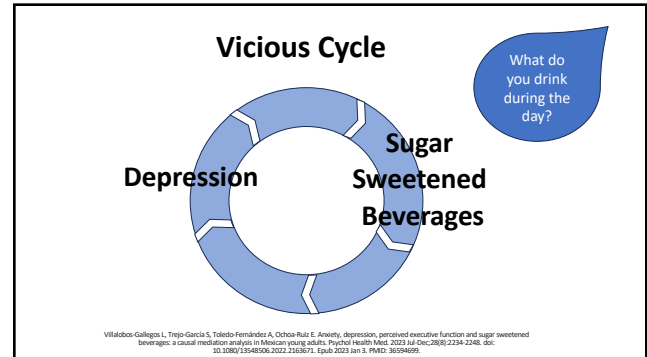 Vicious Cycle
What do
you drink
during the
day?
Depression
Sugar
Sweetened
Beverages
Villalobos-Gallegos L, Trejo-García S, Toledo-Fernández A, Ochoa-Ruiz E. Anxiety, depression, perceived executive function and sugar sweetened
beverages: a causal mediation analysis in Mexican young adults. Psychol Health Med. 2023 Jul-Dec;28(8):2234-2248. doi:
10.1080/13548506.2022.2163671. Epub 2023 Jan 3. PMID: 36594699.